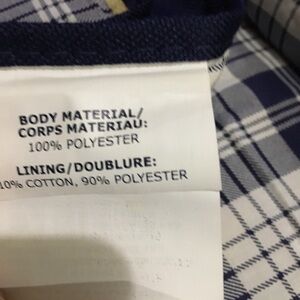 BODY MATERIAL/
CORPS MATERIAU:
100% POLYESTER
LINING/DOUBLURE:
10% COTTON, 90% POLYESTER